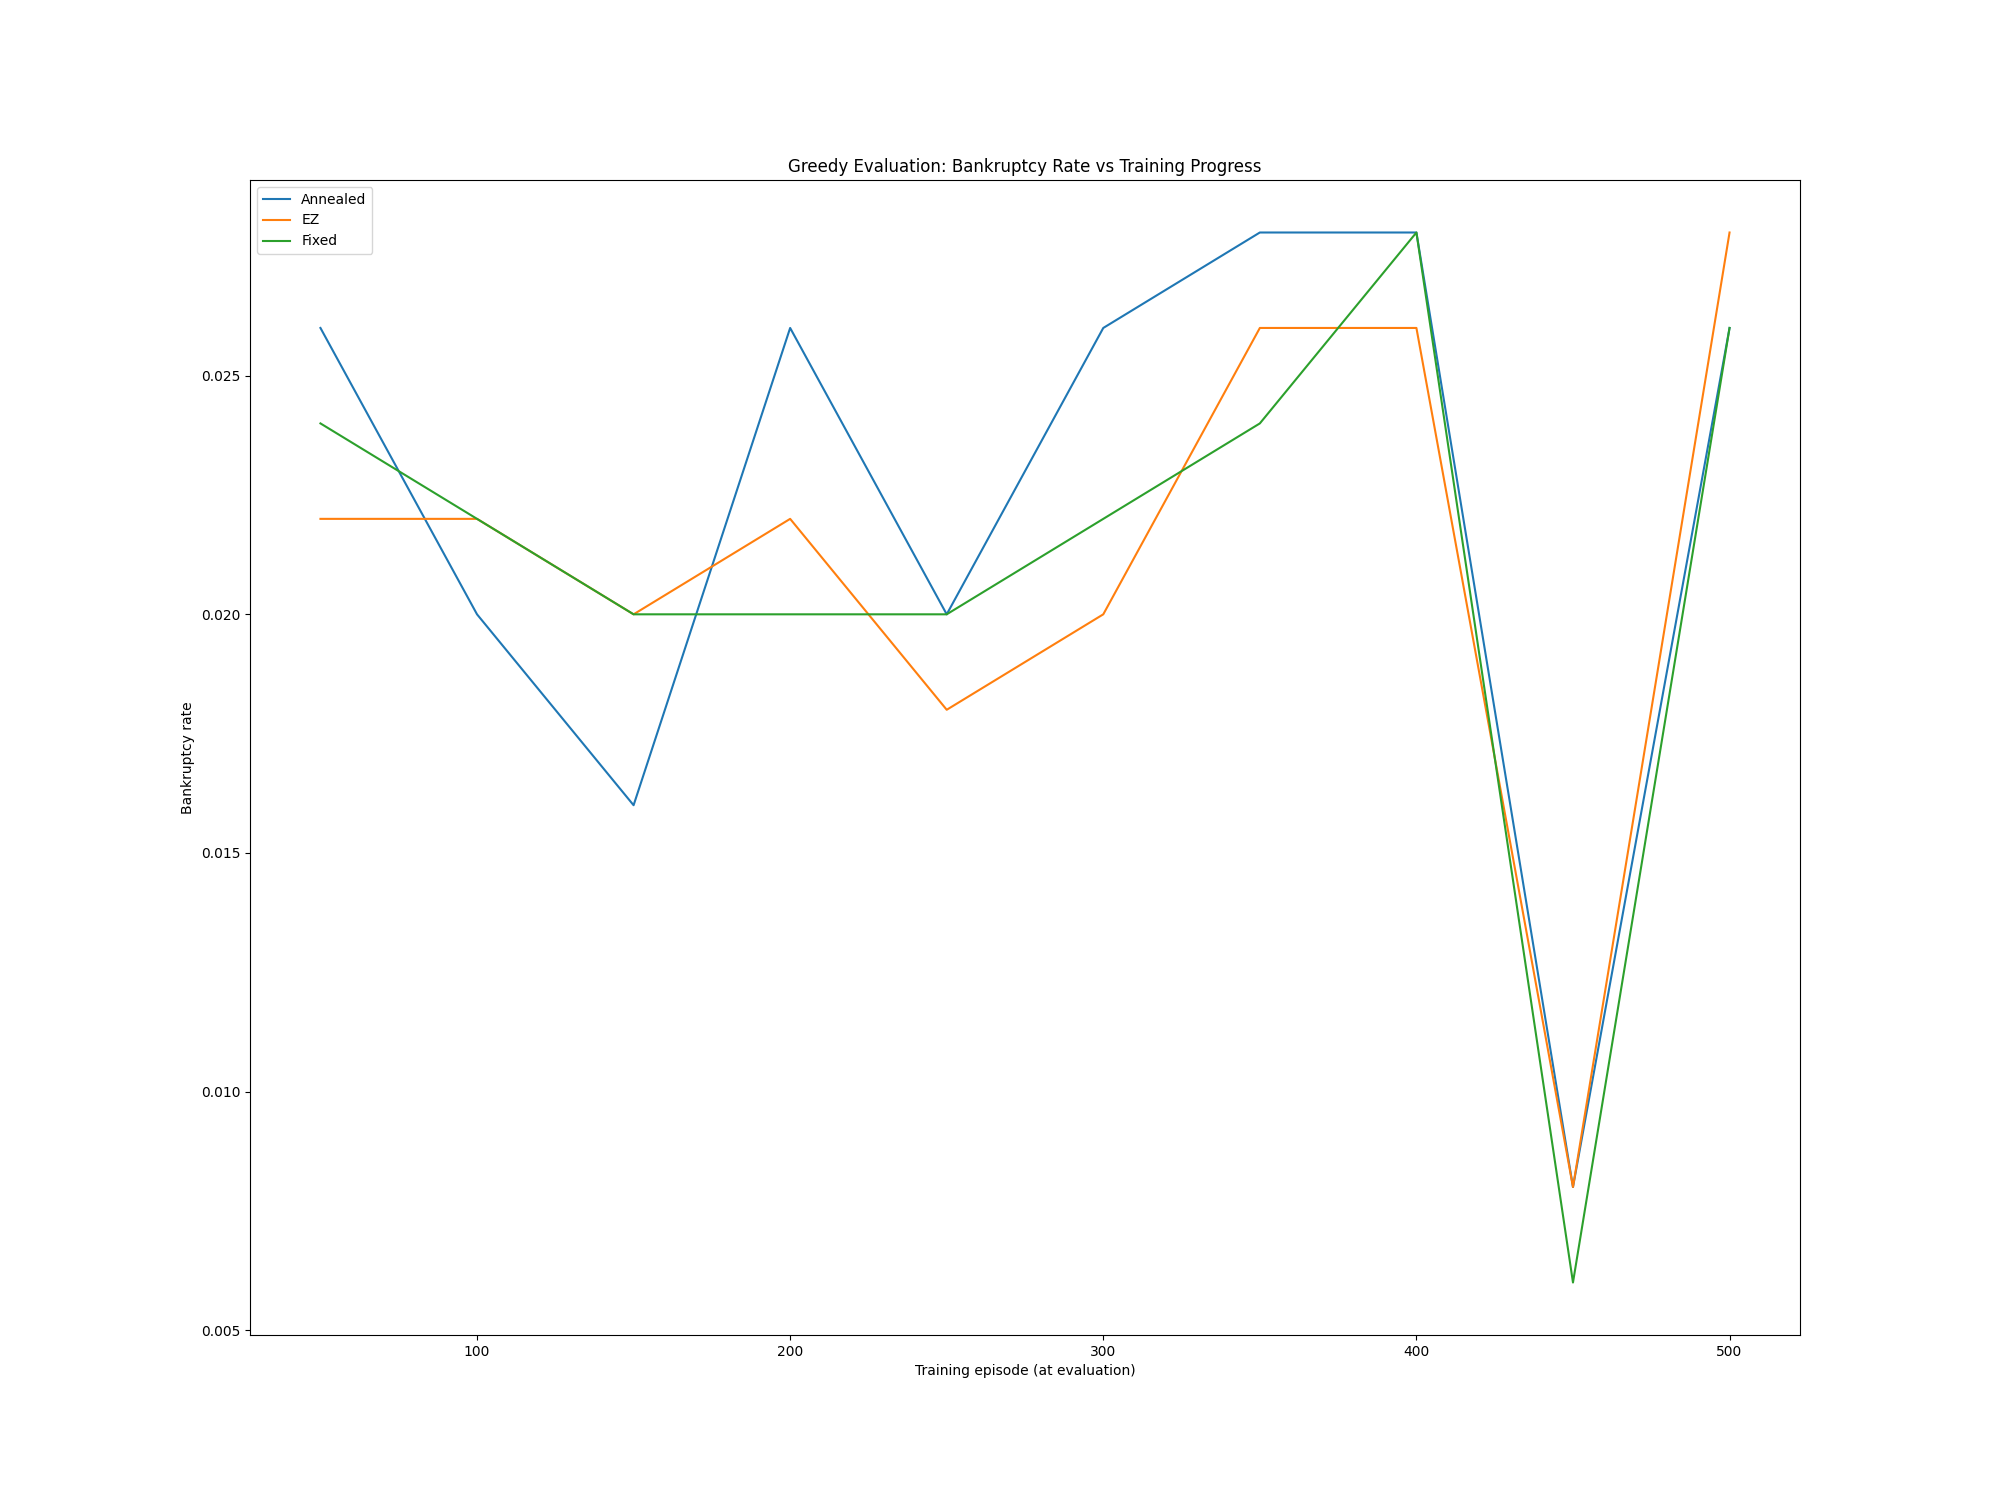 Greedy Evaluation: Bankruptcy Rate vs Training Progress
Annealed
EZ
Fixed
0.025
0.020
0.015
0.010
0.005
Bankruptcy rate
100 200 300 400 500
Training episode (at evaluation)